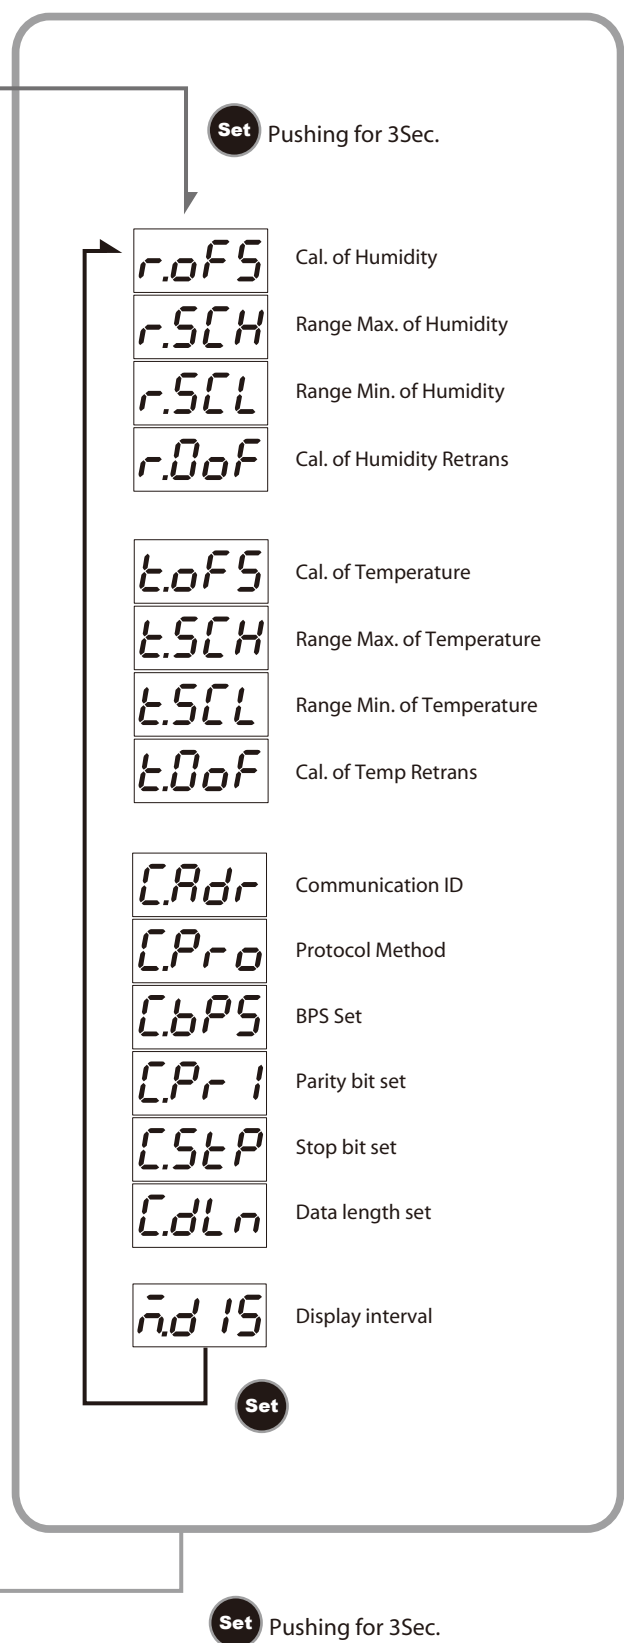 Set Pushing for 3Sec.
r.oFS Cal. of Humidity
r.SCH Range Max. of Humidity
r.SCL Range Min. of Humidity
r.OoF Cal. of Humidity Retrans
t.oFS Cal. of Temperature
t.SCH Range Max. of Temperature
t.SCL Range Min. of Temperature
t.OoF Cal. of Temp Retrans
C.Adr Communication ID
C.Pro Protocol Method
C.bPS BPS Set
C.Pr1 Parity bit set
C.StP Stop bit set
C.dLn Data length set
m.d1S Display interval
Set
Set Pushing for 3Sec.